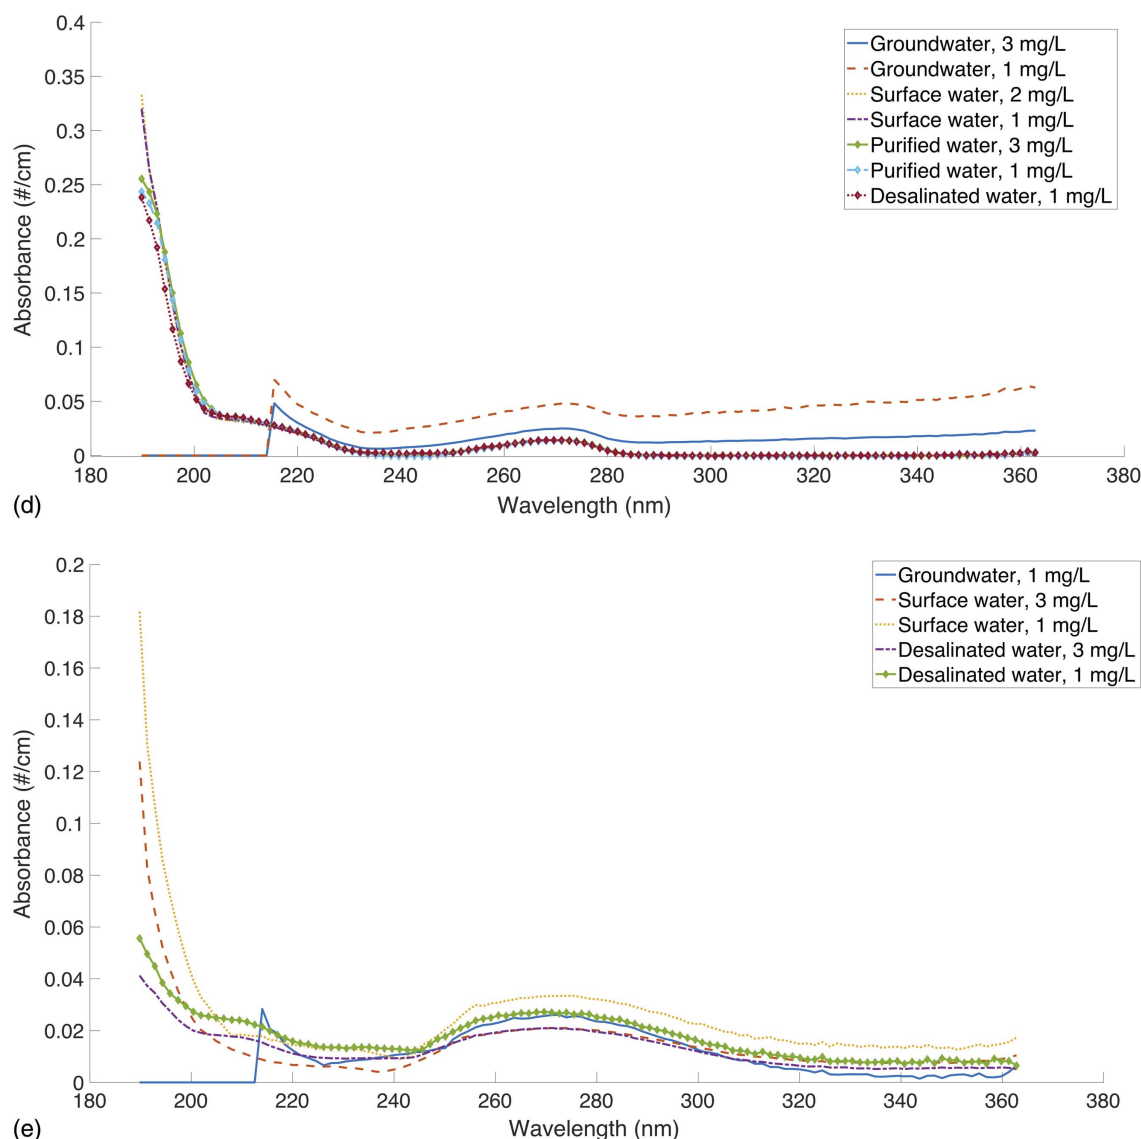 0.4
0.35
0.3
0.25
0.2
0.15
0.1
0.05
0
Absorbance (#/cm)
Groundwater, 3 mg/L
Groundwater, 1 mg/L
Surface water, 2 mg/L
Surface water, 1 mg/L
Purified water, 3 mg/L
Purified water, 1 mg/L
Desalinated water, 1 mg/L
180 200 220 240 260 280 300 320 340 360 380
Wavelength (nm)
(d)
0.2
0.18
0.16
0.14
0.12
0.1
0.08
0.06
0.04
0.02
0
Absorbance (#/cm)
Groundwater, 1 mg/L
Surface water, 3 mg/L
Surface water, 1 mg/L
Desalinated water, 3 mg/L
Desalinated water, 1 mg/L
180 200 220 240 260 280 300 320 340 360 380
Wavelength (nm)
(e)